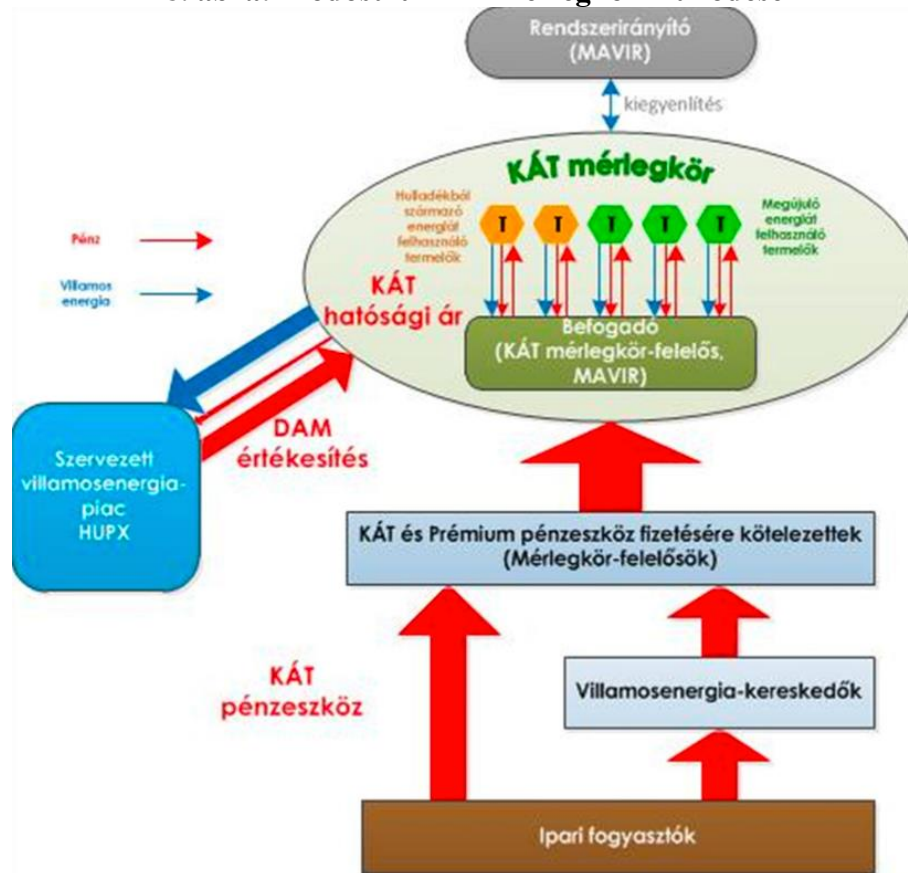 Rendszerirányító
(MAVIR)
kiegyenlítés
KÁT mérlegkör
Hulladékból
származó
energiát
felhasználó
termelők
T
T
T
T
T
Megújuló
energiát
felhasználó
termelők
Pénz
Villamos
energia
KÁT
hatósági ár
Befogadó
(KÁT mérlegkör-felelős,
MAVIR)
DAM
értékesítés
Szervezett
villamosenergia-
piac
HUPX
KÁT és Prémium pénzeszköz fizetésére kötelezettek
(Mérlegkör-felelősök)
KÁT
pénzeszköz
Villamosenergia-kereskedők
Ipari fogyasztók